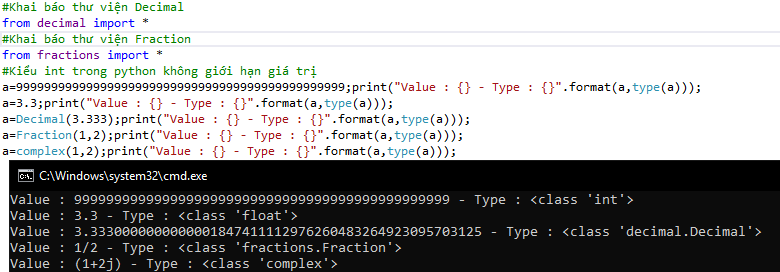 #Khai báo thư viện Decimal
from decimal import *
#Khai báo thư viện Fraction
from fractions import *
#Kiểu int trong python không giới hạn giá trị
a=99999999999999999999999999999999999999999999999;print("Value : {} - Type : {}".format(a,type(a)));
a=3.3;print("Value : {} - Type : {}".format(a,type(a)));
a=Decimal(3.333);print("Value : {} - Type : {}".format(a,type(a)));
a=Fraction(1,2);print("Value : {} - Type : {}".format(a,type(a)));
a=complex(1,2);print("Value : {} - Type : {}".format(a,type(a)));
C:\Windows\system32\cmd.exe
Value : 99999999999999999999999999999999999999999999999 - Type : <class 'int'>
Value : 3.3 - Type : <class 'float'>
Value : 3.33300000000000018474111112976260483264923095703125 - Type : <class 'decimal.Decimal'>
Value : 1/2 - Type : <class 'fractions.Fraction'>
Value : (1+2j) - Type : <class 'complex'>